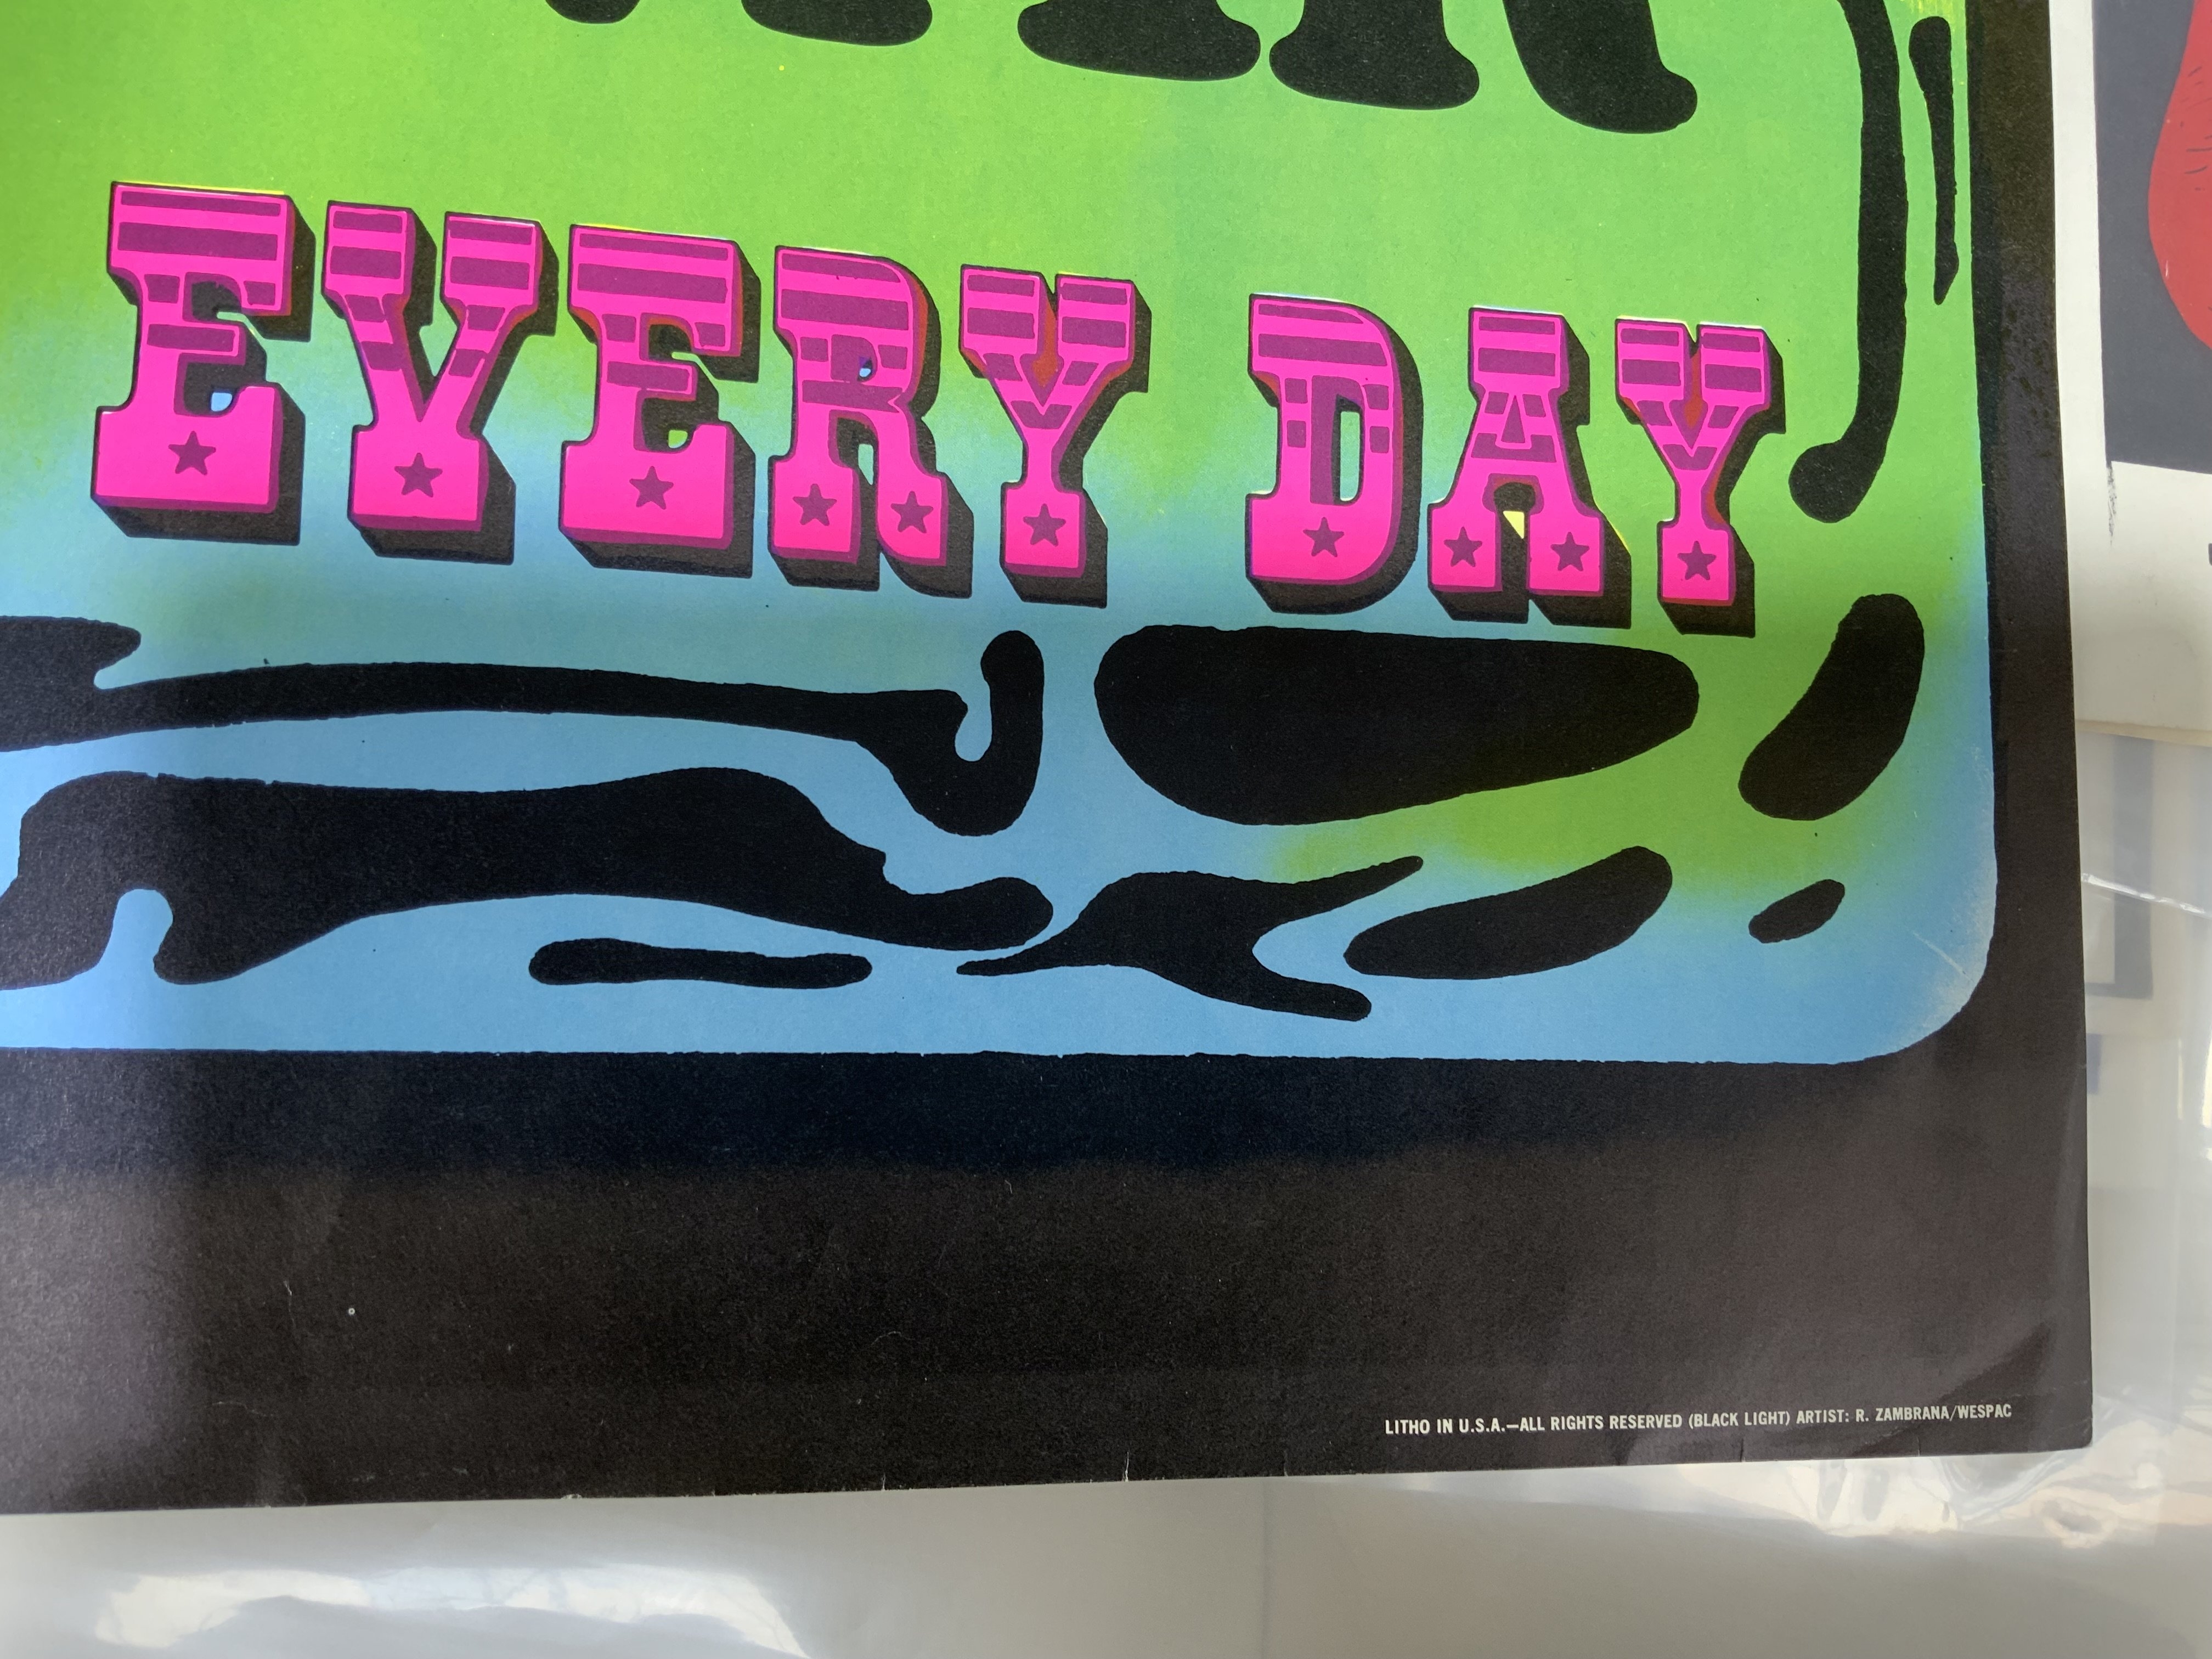 EVERY DAY
LITHO IN U.S.A.—ALL RIGHTS RESERVED (BLACK LIGHT) ARTIST: R. ZAMBRANA/WESPAC